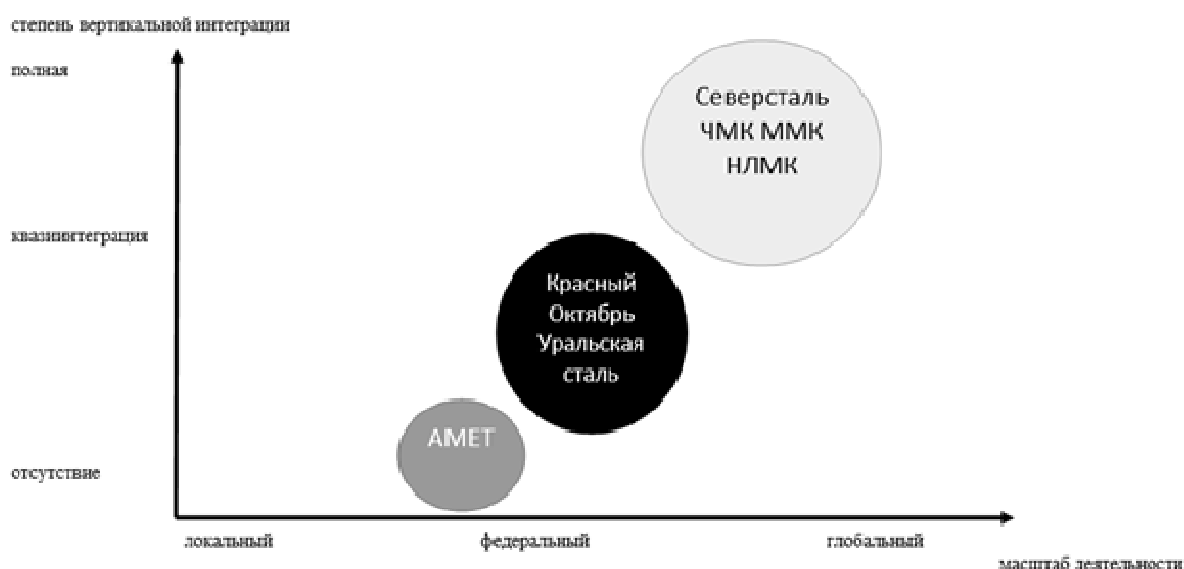 степень вертикальной интеграции
полная
Северсталь
ЧМК ММК
НЛМК
квазиинтеграция
Красный
Октябрь
Уральская
сталь
АМЕТ
отсутствие
локальный
федеральный
глобальный
масштаб деятельности